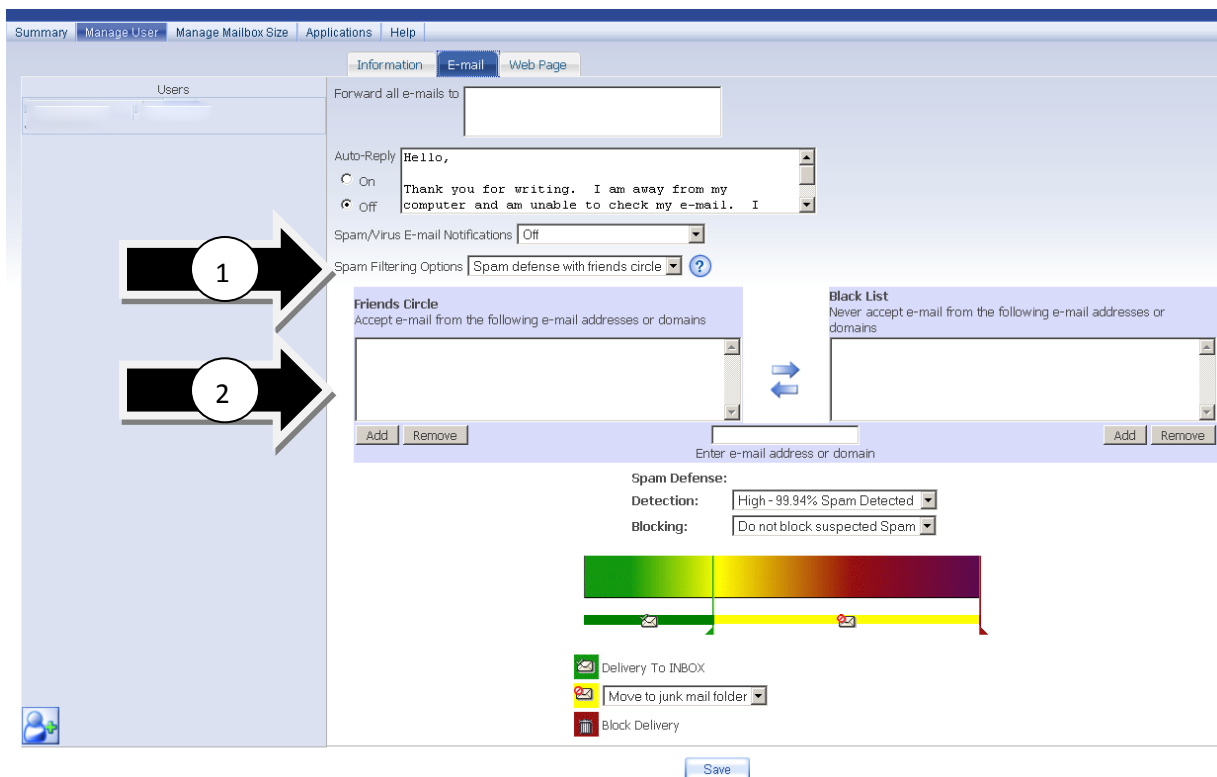 Summary Manage User Manage Mailbox Size Applications Help
Information E-mail Web Page
Users
Forward all e-mails to
Auto-Reply
Hello,
On
Thank you for writing. I am away from my
Off
computer and am unable to check my e-mail. I
Spam/Virus E-mail Notifications Off
1
Spam Filtering Options Spam defense with friends circle ?
Friends Circle
Accept e-mail from the following e-mail addresses or domains
Black List
Never accept e-mail from the following e-mail addresses or
domains
2
Add Remove
Enter e-mail address or domain
Add Remove
Spam Defense:
Detection: High - 99.94% Spam Detected
Blocking: Do not block suspected Spam
Delivery To INBOX
Move to junk mail folder
Block Delivery
Save